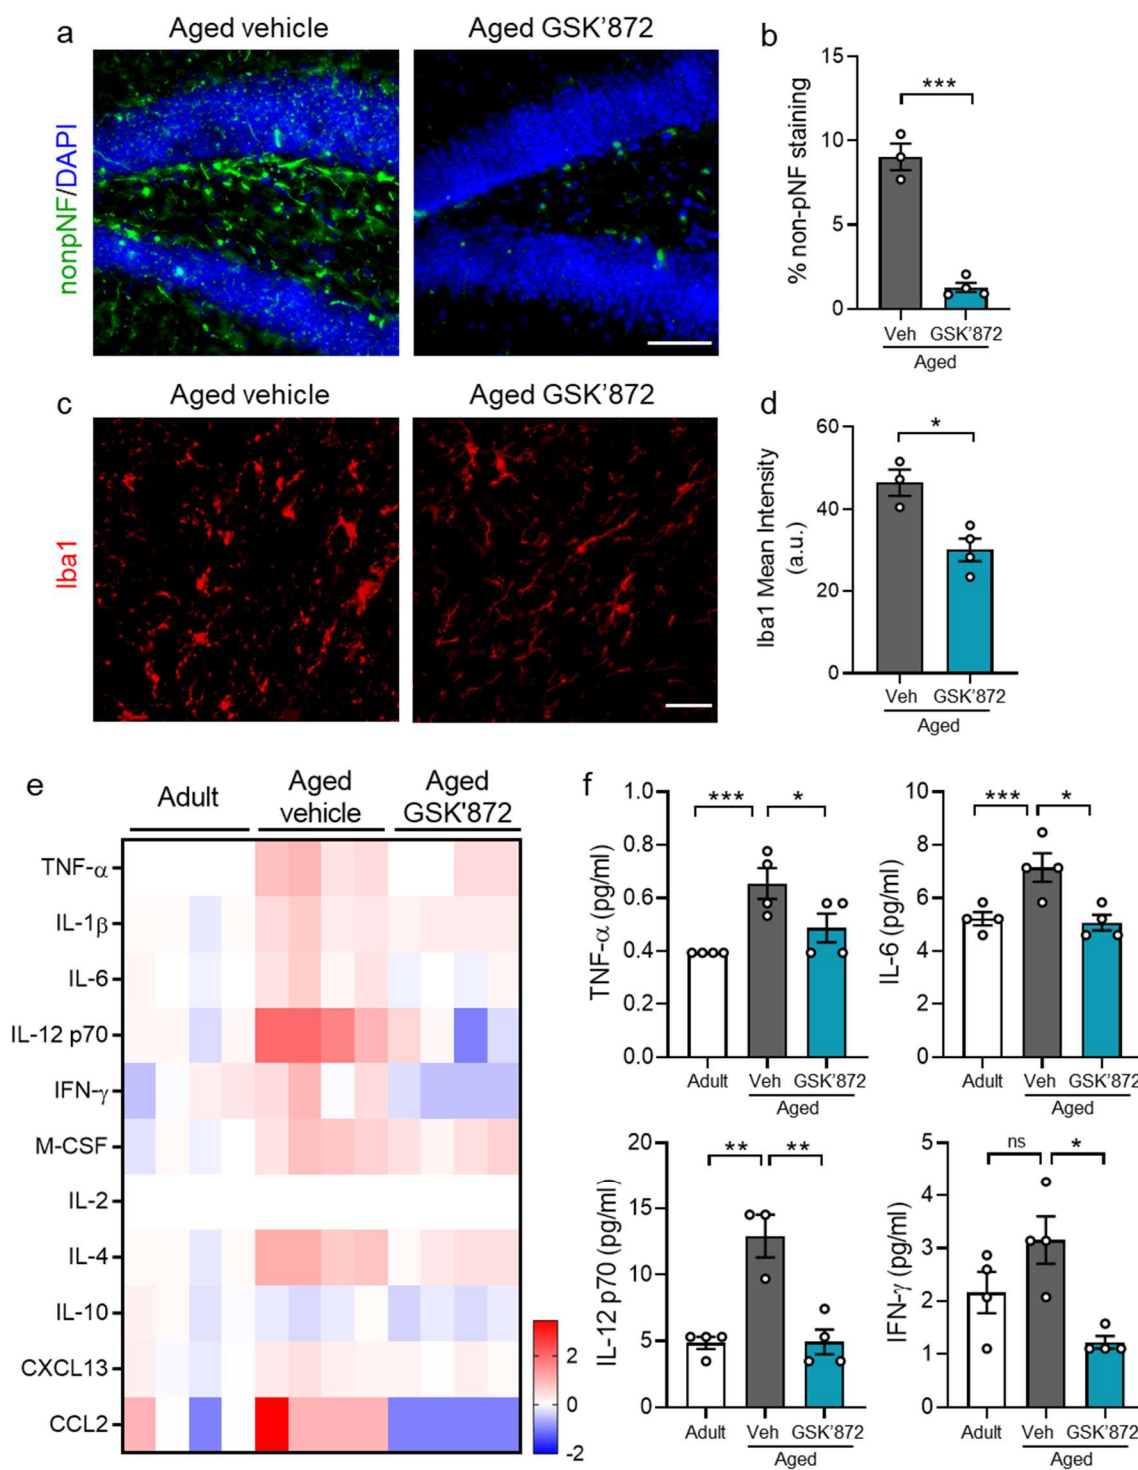 a
Aged vehicle
Aged GSK'872
nonpNF/DAPI
b
% non-pNF staining
15
10
5
0
***
Veh
GSK'872
Aged
c
Aged vehicle
Aged GSK'872
Iba1
d
Iba1 Mean Intensity
(a.u.)
60
40
20
0
*
Veh
GSK'872
Aged
e
Adult
Aged
vehicle
Aged
GSK'872
TNF-α
IL-1β
IL-6
IL-12 p70
IFN-γ
M-CSF
IL-2
IL-4
IL-10
CXCL13
CCL2
2
0
-2
f
TNF-α (pg/ml)
1.0
0.8
0.6
0.4
0.2
0.0
***
*
Adult
Veh
GSK'872
Aged
IL-6 (pg/ml)
10
8
6
4
2
0
***
*
Adult
Veh
GSK'872
Aged
IL-12 p70 (pg/ml)
20
15
10
5
0
**
**
Adult
Veh
GSK'872
Aged
IFN-γ (pg/ml)
5
4
3
2
1
0
ns
*
Adult
Veh
GSK'872
Aged